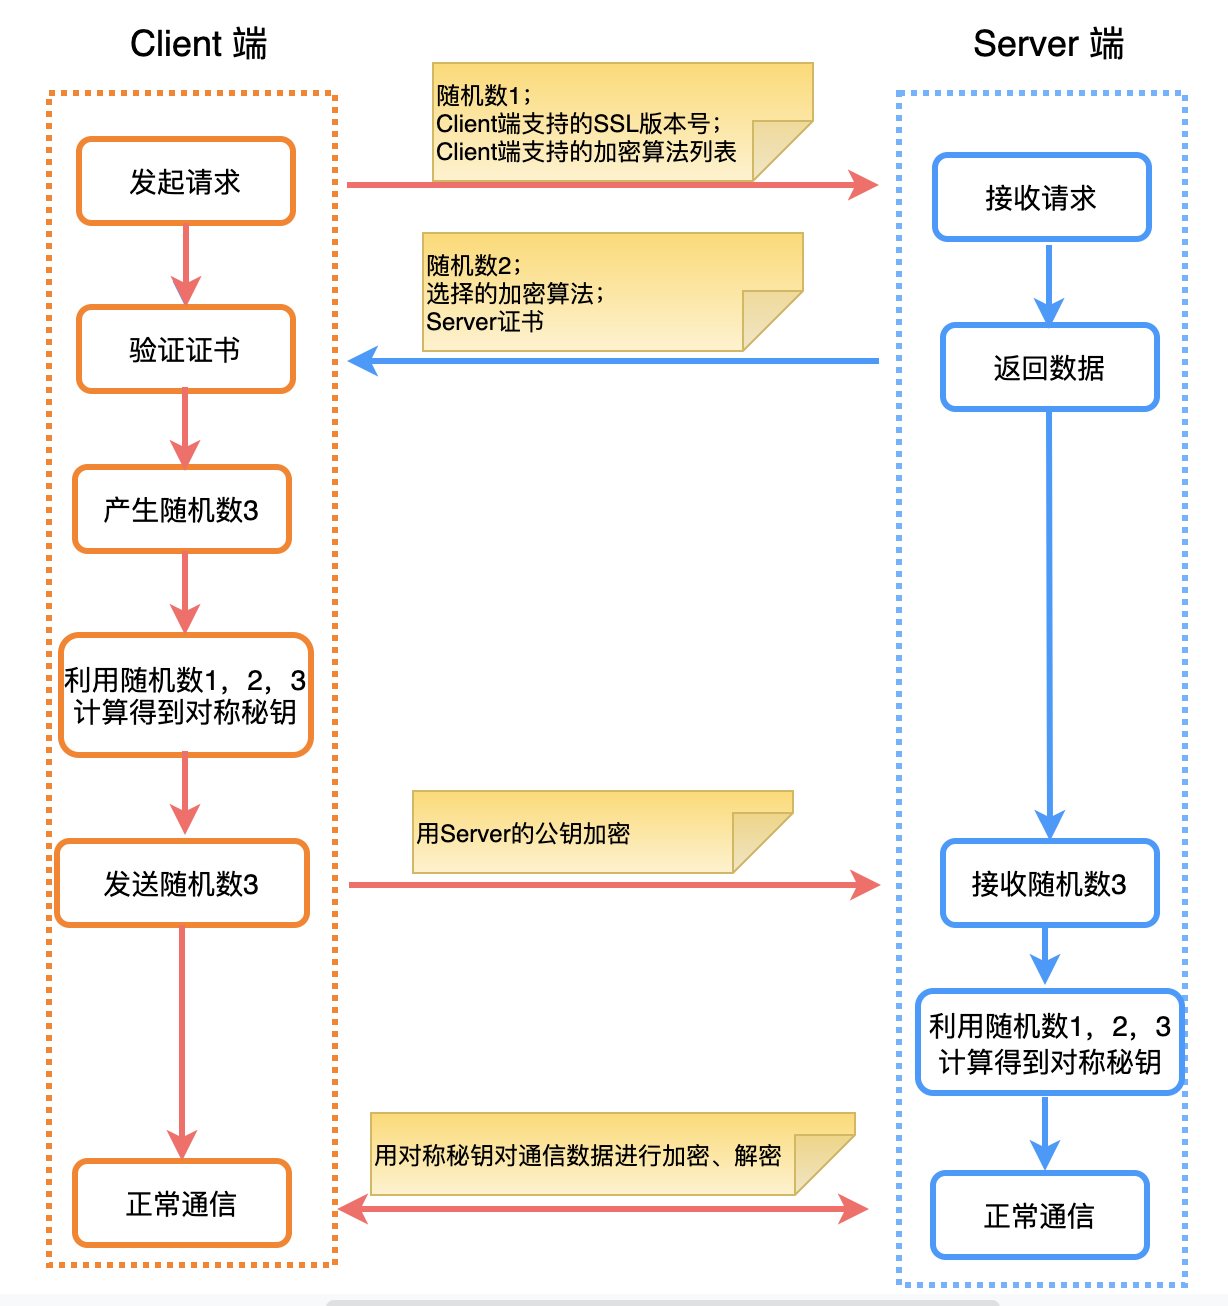 Client 端
Server 端
随机数1；
Client端支持的SSL版本号；
Client端支持的加密算法列表
发起请求
接收请求
随机数2；
选择的加密算法；
Server证书
验证证书
返回数据
产生随机数3
利用随机数1，2，3
计算得到对称秘钥
用Server的公钥加密
发送随机数3
接收随机数3
利用随机数1，2，3
计算得到对称秘钥
用对称秘钥对通信数据进行加密、解密
正常通信
正常通信